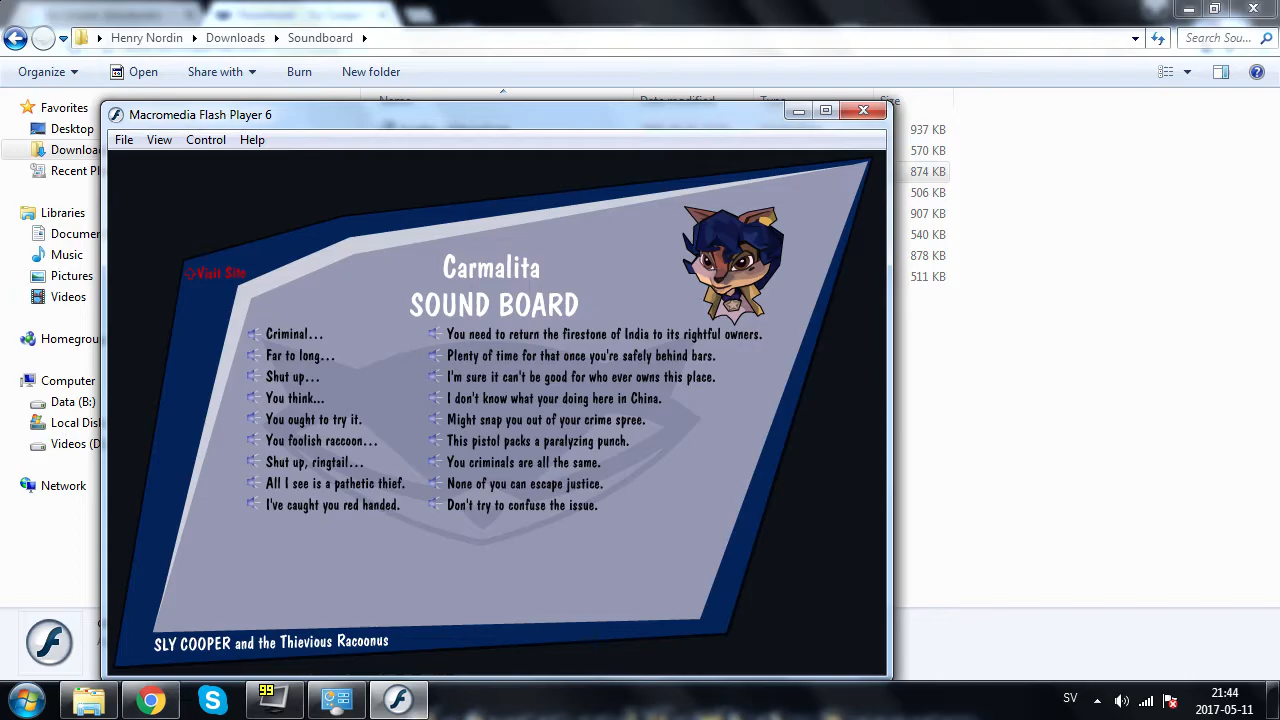 Henry Nordin
Downloads
Soundboard
Search Sou...
Organize
Open
Share with
Burn
New folder
Favorites
Desktop
Downloa
Recent Pl
Libraries
Documen
Music
Pictures
Videos
Homegrou
Computer
Data (B:)
Local Disk
Videos (D
Network
Name
Date modified
Type
Size
937 KB
570 KB
874 KB
506 KB
907 KB
540 KB
878 KB
511 KB
Macromedia Flash Player 6
File View Control Help
Visit Site
Carmalita
SOUND BOARD
Criminal...
Far to long...
Shut up...
You think...
You ought to try it.
You foolish raccoon...
Shut up, ringtail...
All I see is a pathetic thief.
I've caught you red handed.
You need to return the firestone of India to its rightful owners.
Plenty of time for that once you're safely behind bars.
I'm sure it can't be good for who ever owns this place.
I don't know what your doing here in China.
Might snap you out of your crime spree.
This pistol packs a paralyzing punch.
You criminals are all the same.
None of you can escape justice.
Don't try to confuse the issue.
SLY COOPER and the Thievious Racoonus
99
SV
21:44
2017-05-11